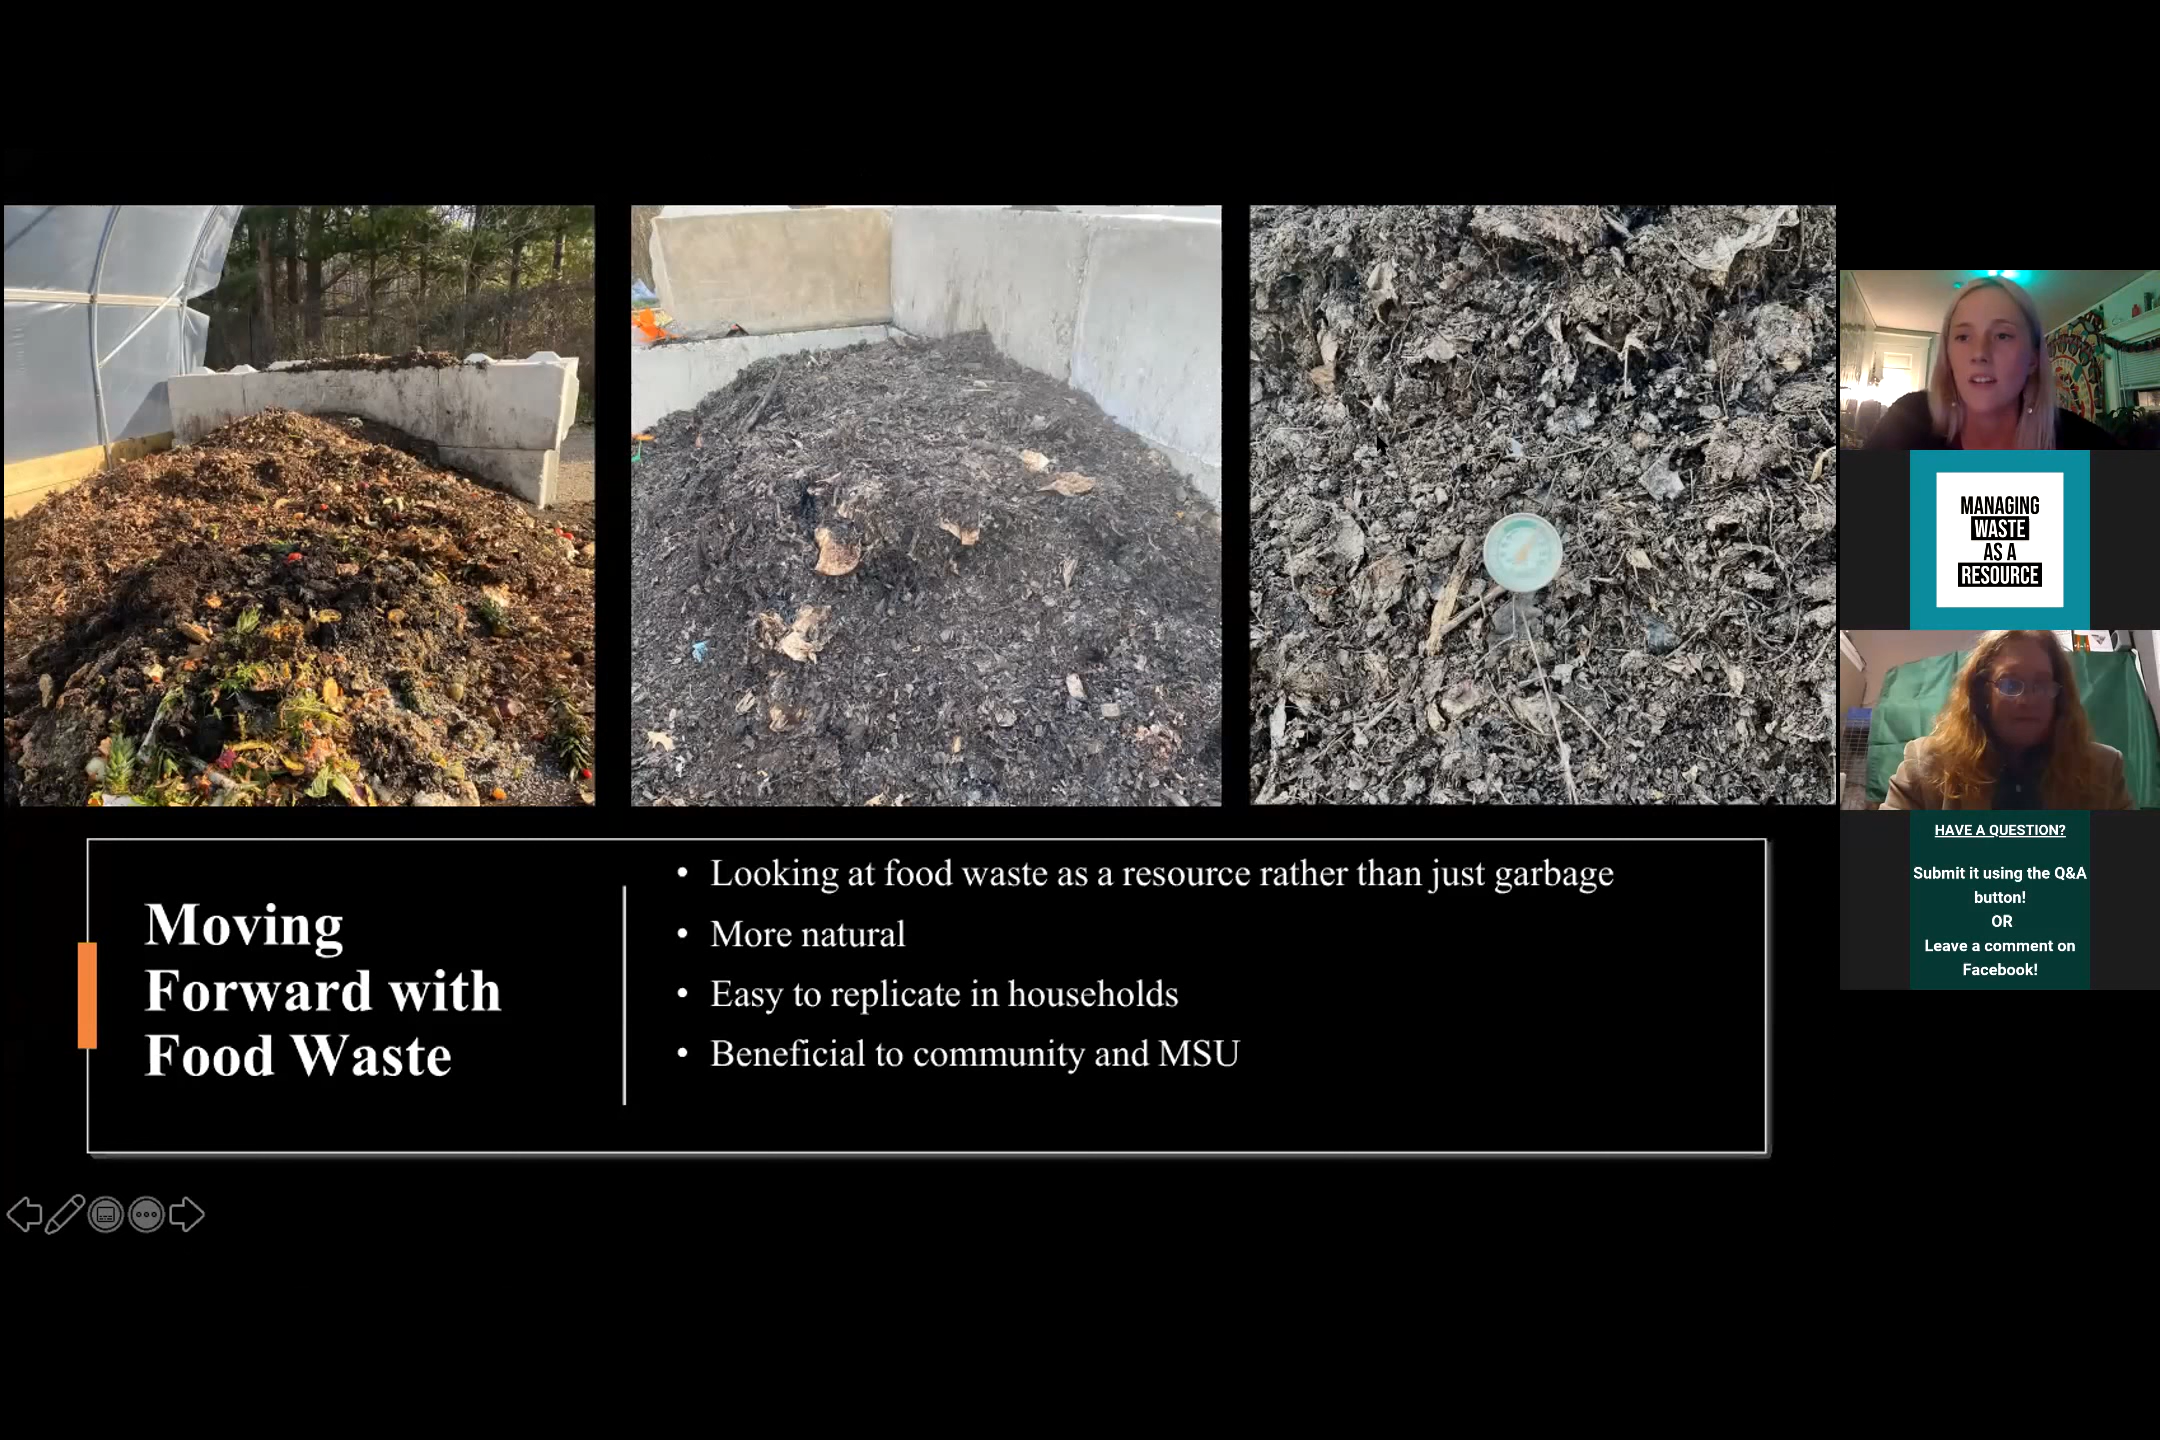 Moving
Forward with
Food Waste
• Looking at food waste as a resource rather than just garbage
• More natural
• Easy to replicate in households
• Beneficial to community and MSU
MANAGING
WASTE
AS A
RESOURCE
HAVE A QUESTION?
Submit it using the Q&A
button!
OR
Leave a comment on
Facebook!